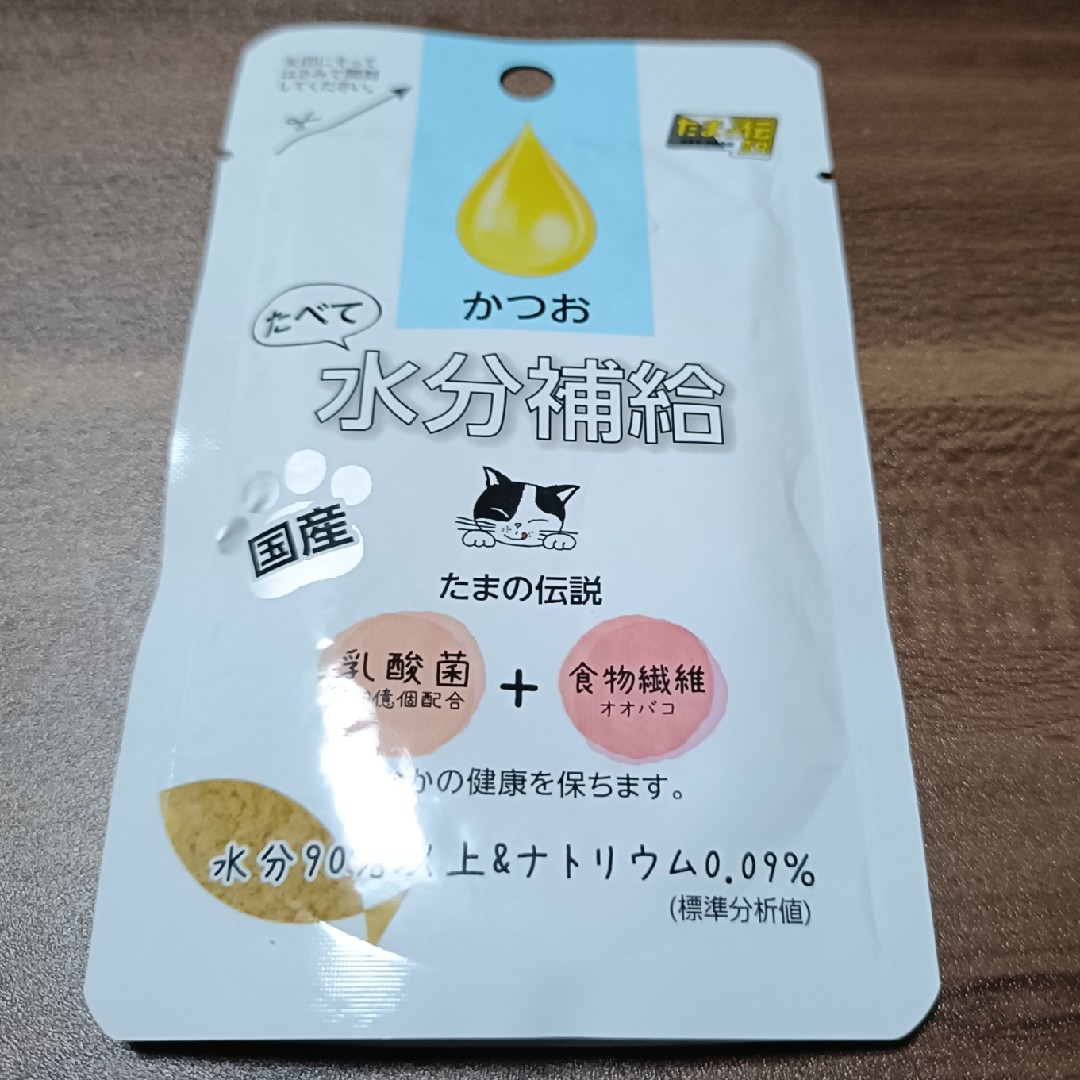 矢印にそって
はさみで開封
してください。
かつお
たべて
水分補給
国産
たまの伝説
乳酸菌
億個配合
+
食物繊維
オオバコ
かの健康を保ちます。
水分90%以上&ナトリウム0.09%
(標準分析値)